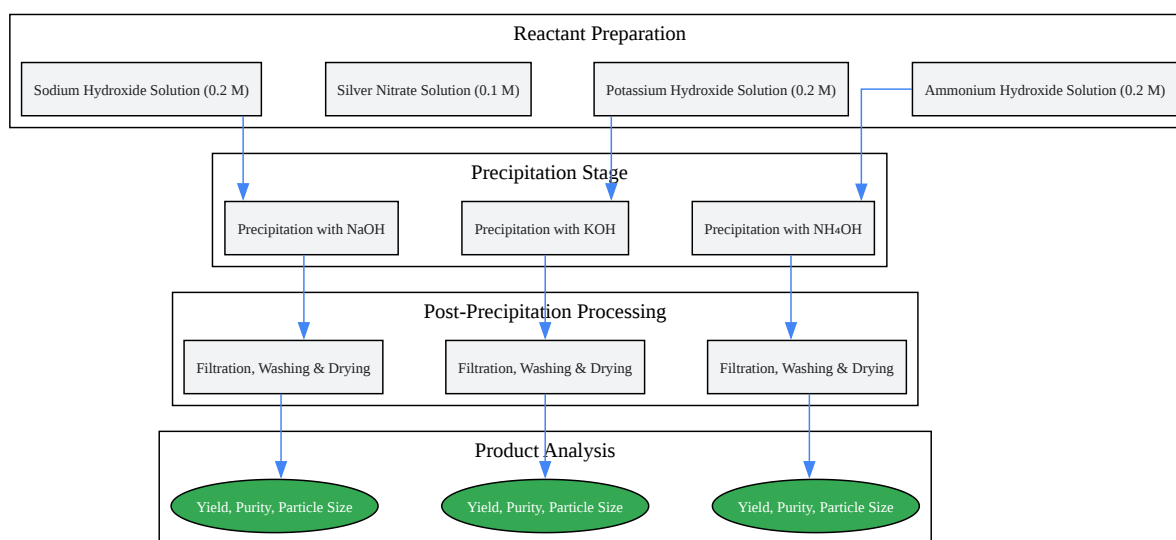 Reactant Preparation
Sodium Hydroxide Solution (0.2 M)
Silver Nitrate Solution (0.1 M)
Potassium Hydroxide Solution (0.2 M)
Ammonium Hydroxide Solution (0.2 M)
Precipitation Stage
Precipitation with NaOH
Precipitation with KOH
Precipitation with NH₄OH
Post-Precipitation Processing
Filtration, Washing & Drying
Filtration, Washing & Drying
Filtration, Washing & Drying
Product Analysis
Yield, Purity, Particle Size
Yield, Purity, Particle Size
Yield, Purity, Particle Size